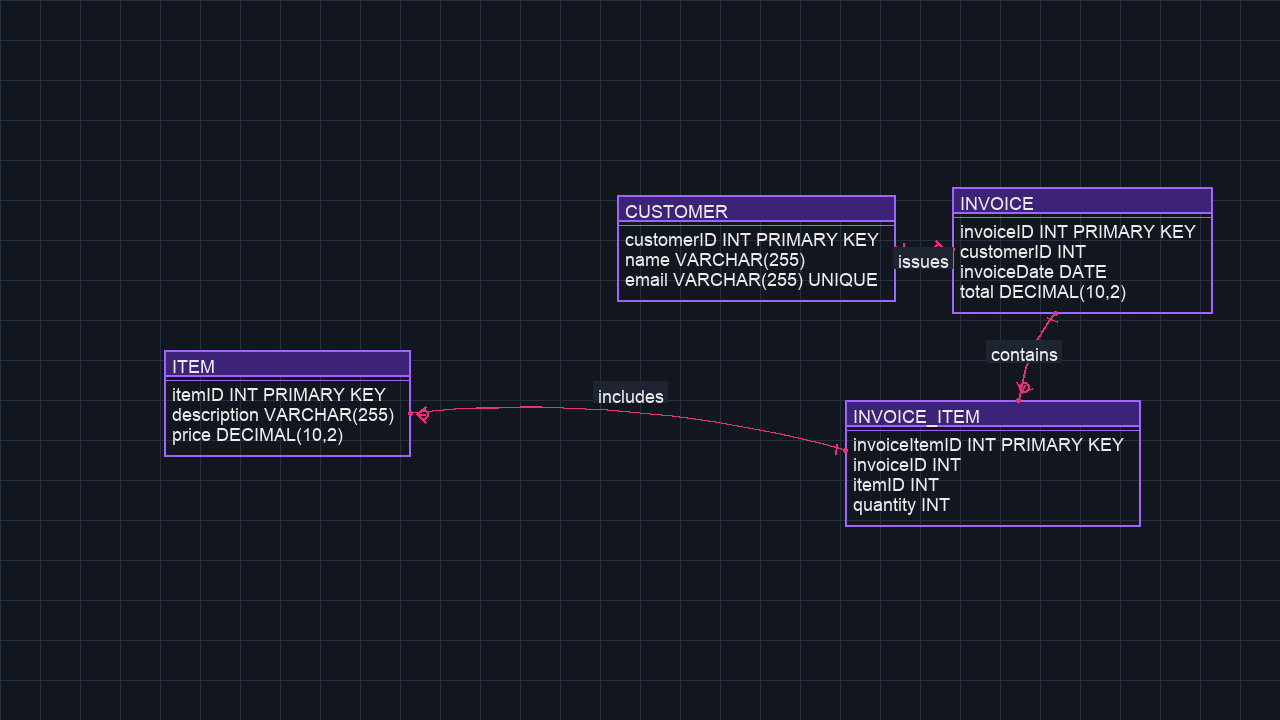 CUSTOMER
customerID INT PRIMARY KEY
name VARCHAR(255)
email VARCHAR(255) UNIQUE
issues
INVOICE
invoiceID INT PRIMARY KEY
customerID INT
invoiceDate DATE
total DECIMAL(10,2)
contains
ITEM
itemID INT PRIMARY KEY
description VARCHAR(255)
price DECIMAL(10,2)
includes
INVOICE_ITEM
invoiceItemID INT PRIMARY KEY
invoiceID INT
itemID INT
quantity INT